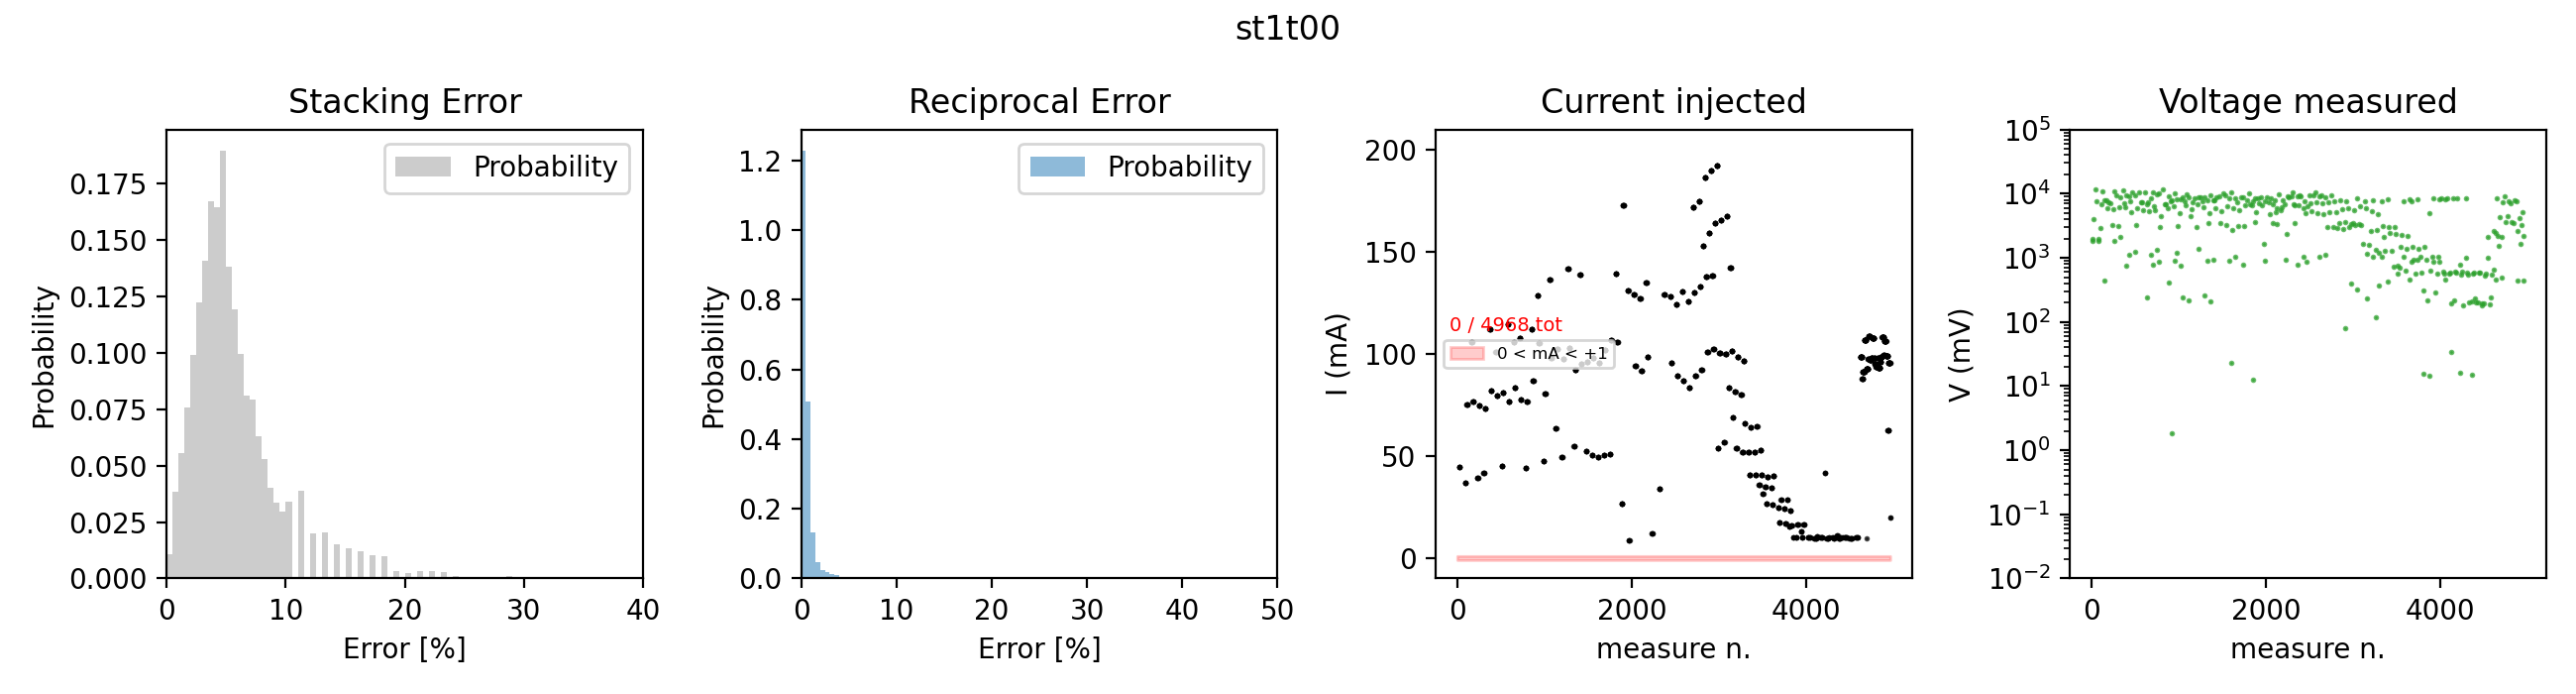 st1t00
Stacking Error
Probability
0.175
0.150
0.125
0.100
0.075
0.050
0.025
0.000
Probability
0 10 20 30 40
Error [%]
Reciprocal Error
Probability
1.2
1.0
0.8
0.6
0.4
0.2
0.0
Probability
0 10 20 30 40 50
Error [%]
Current injected
200
150
100
50
0
I (mA)
0 / 4968 tot
0 < mA < +1
0 2000 4000
measure n.
Voltage measured
10^5
10^4
10^3
10^2
10^1
10^0
10^−1
10^−2
V (mV)
0 2000 4000
measure n.